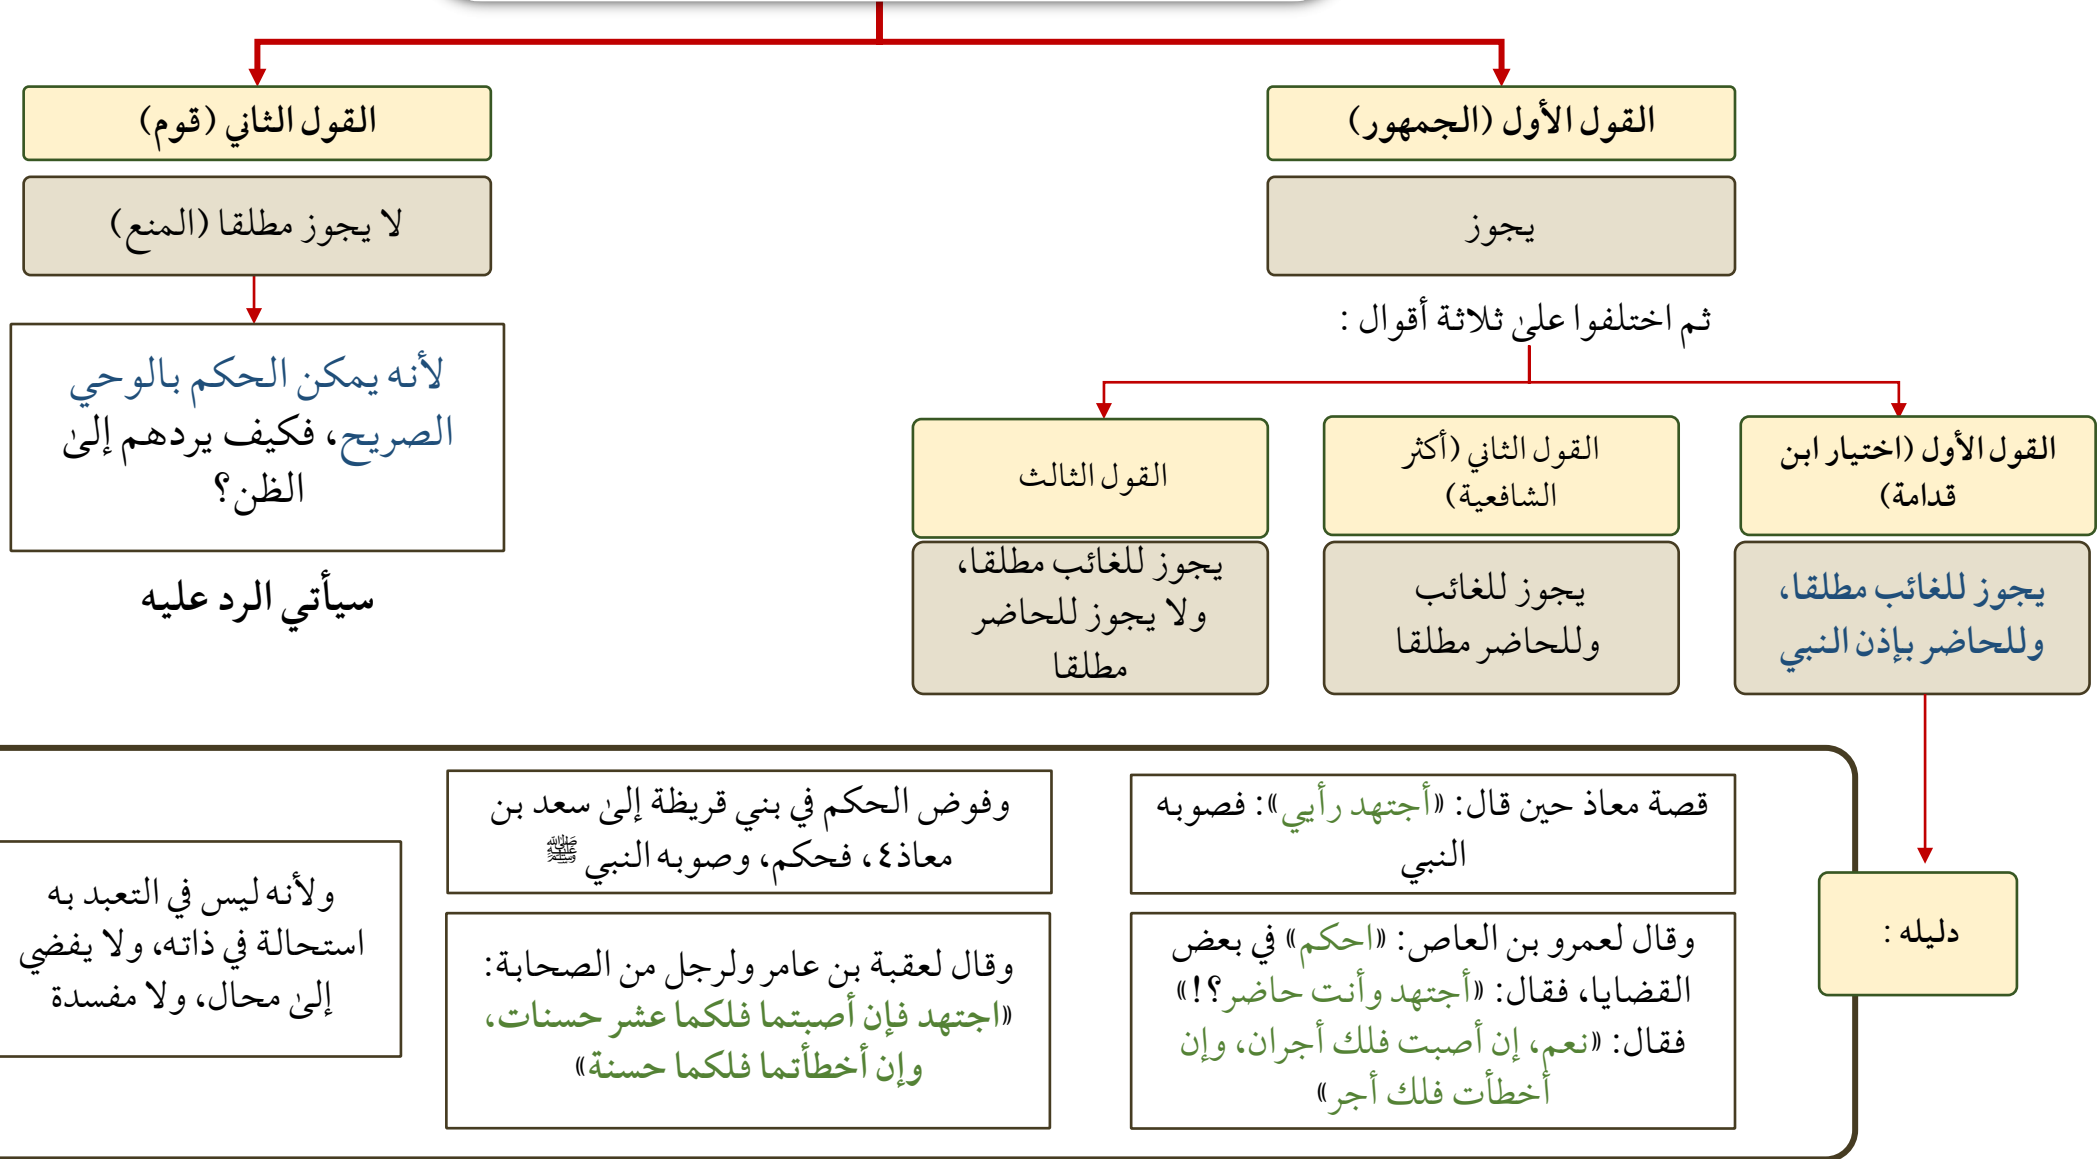 القول الأول (الجمهور)
يجوز
ثم اختلفوا علىٰ ثلاثة أقوال :
القول الأول (اختيار ابن
قدامة)
يجوز للغائب مطلقا،
وللحاضر بإذن النبي
القول الثاني (أكثر
الشافعية)
يجوز للغائب
وللحاضر مطلقا
القول الثالث
يجوز للغائب مطلقا،
ولا يجوز للحاضر
مطلقا
القول الثاني (قوم)
لا يجوز مطلقا (المنع)
لأنه يمكن الحكم بالوحي
الصريح، فكيف يردهم إلىٰ
الظن؟
سيأتي الرد عليه
دليله :
قصة معاذ حين قال: «أجتهد رأيي»: فصوبه
النبي
وقال لعمرو بن العاص: «احكم» في بعض
القضايا، فقال: «أجتهد وأنت حاضر؟!»
فقال: «نعم، إن أصبت فلك أجران، وإن
أخطأت فلك أجر»
وفوض الحكم في بني قريظة إلىٰ سعد بن
معاذ٤، فحكم، وصوبه النبي ﷺ
وقال لعقبة بن عامر ولرجل من الصحابة:
«اجتهد فإن أصبتما فلكما عشر حسنات،
وإن أخطأتما فلكما حسنة»
ولأنه ليس في التعبد به
استحالة في ذاته، ولا يفضي
إلىٰ محال، ولا مفسدة